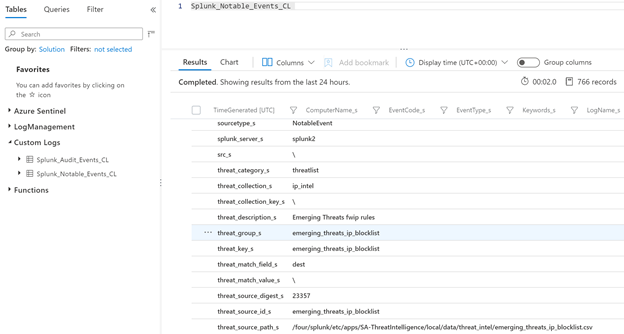 Tables Queries Filter «
Search
Group by: Solution Filters: not selected
Favorites
You can add favorites by clicking on
the ☆ icon
Azure Sentinel
LogManagement
Custom Logs
Splunk_Audit_Events_CL
Splunk_Notable_Events_CL
Functions
1 Splunk_Notable_Events_CL
Results Chart Columns Add bookmark Display time (UTC+00:00) Group columns
Completed. Showing results from the last 24 hours. 00:02.0 766 records
TimeGenerated [UTC] ComputerName_s EventCode_s EventType_s Keywords_s LogName_s
sourcetype_s NotableEvent
splunk_server_s splunk2
src_s \
threat_category_s threatlist
threat_collection_s ip_intel
threat_collection_key_s \
threat_description_s Emerging Threats fwip rules
threat_group_s emerging_threats_ip_blocklist
threat_key_s emerging_threats_ip_blocklist
threat_match_field_s dest
threat_match_value_s \
threat_source_digest_s 23357
threat_source_id_s emerging_threats_ip_blocklist
threat_source_path_s /four/splunk/etc/apps/SA-ThreatIntelligence/local/data/threat_intel/emerging_threats_ip_blocklist.csv